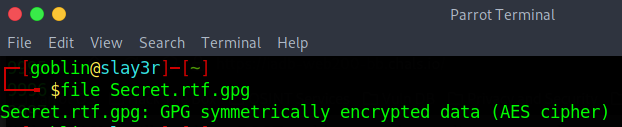 Parrot Terminal
File Edit View Search Terminal Help
┌─[goblin@slay3r]─[~]
└──╼ $file Secret.rtf.gpg
Secret.rtf.gpg: GPG symmetrically encrypted data (AES cipher)